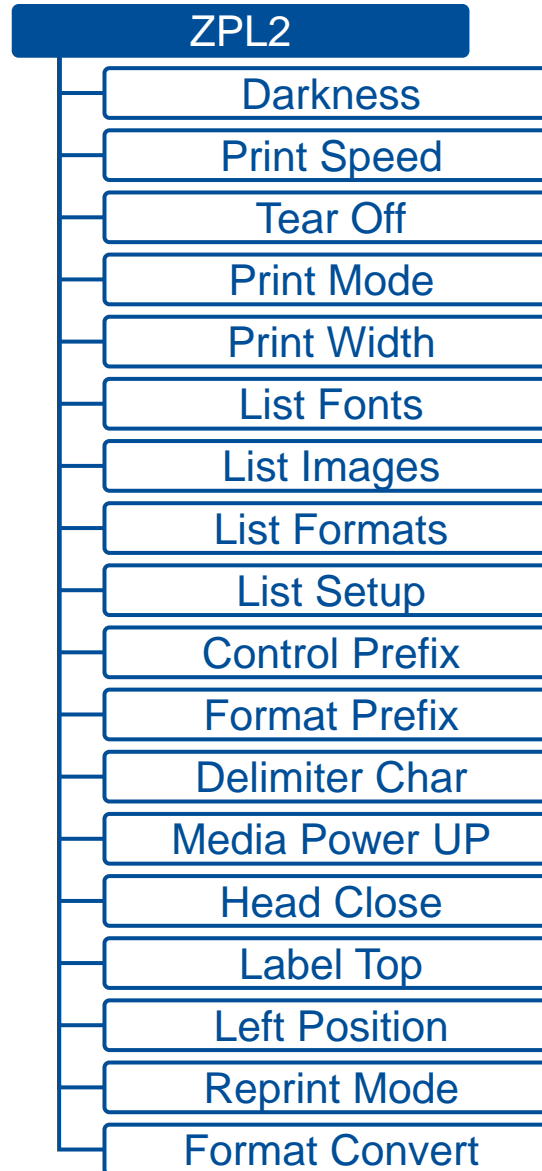 ZPL2
Darkness
Print Speed
Tear Off
Print Mode
Print Width
List Fonts
List Images
List Formats
List Setup
Control Prefix
Format Prefix
Delimiter Char
Media Power UP
Head Close
Label Top
Left Position
Reprint Mode
Format Convert